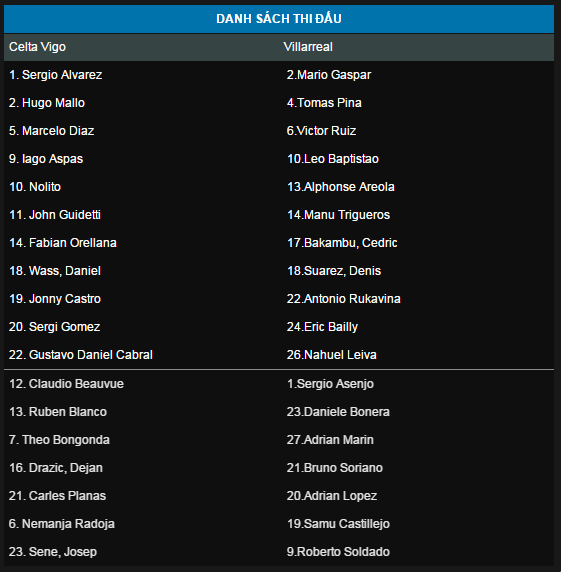 DANH SÁCH THI ĐẤU
Celta Vigo Villarreal
1. Sergio Alvarez 2.Mario Gaspar
2. Hugo Mallo 4.Tomas Pina
5. Marcelo Diaz 6.Victor Ruiz
9. Iago Aspas 10.Leo Baptistao
10. Nolito 13.Alphonse Areola
11. John Guidetti 14.Manu Trigueros
14. Fabian Orellana 17.Bakambu, Cedric
18. Wass, Daniel 18.Suarez, Denis
19. Jonny Castro 22.Antonio Rukavina
20. Sergi Gomez 24.Eric Bailly
22. Gustavo Daniel Cabral 26.Nahuel Leiva
12. Claudio Beauvue 1.Sergio Asenjo
13. Ruben Blanco 23.Daniele Bonera
7. Theo Bongonda 27.Adrian Marin
16. Drazic, Dejan 21.Bruno Soriano
21. Carles Planas 20.Adrian Lopez
6. Nemanja Radoja 19.Samu Castillejo
23. Sene, Josep 9.Roberto Soldado